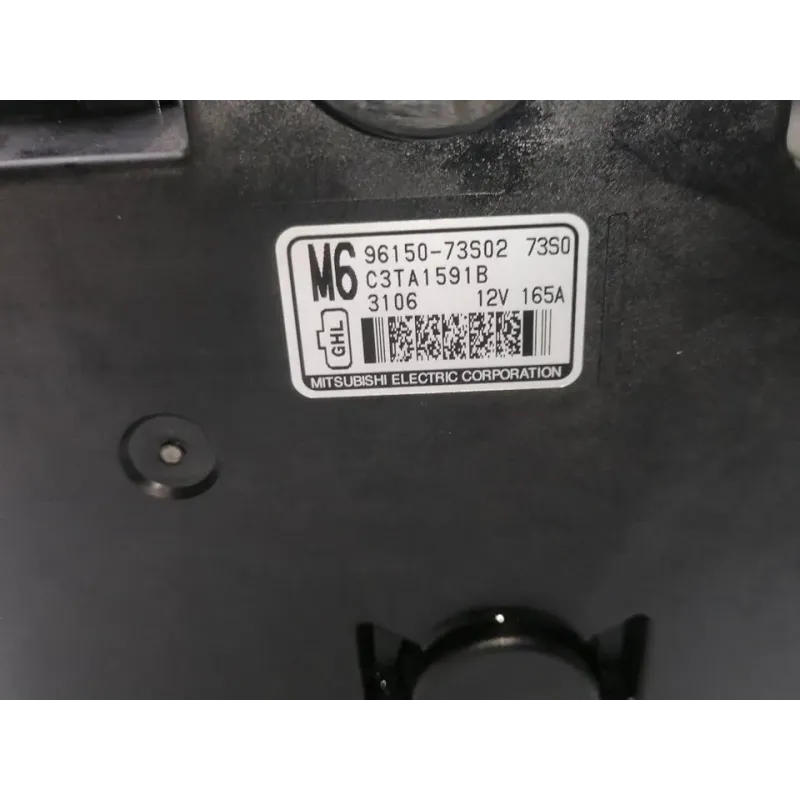 M6
96150-73S02 73S0
C3TA1591B
3106 12V 165A
GHL
MITSUBISHI ELECTRIC CORPORATION